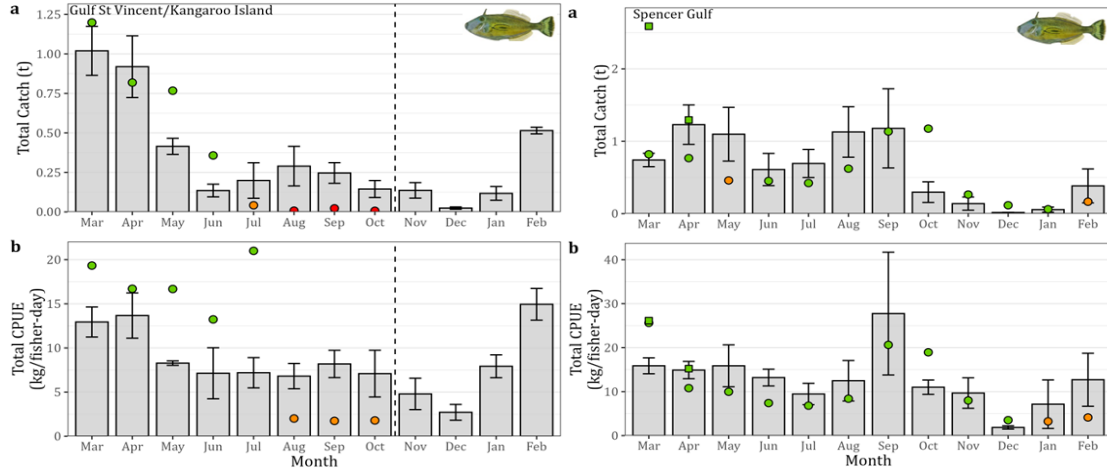 a
Gulf St Vincent/Kangaroo Island
Total Catch (t)
1.25
1.00
0.75
0.50
0.25
0.00
Mar Apr May Jun Jul Aug Sep Oct Nov Dec Jan Feb
b
Total CPUE
(kg/fisher-day)
20
15
10
5
0
Mar Apr May Jun Jul Aug Sep Oct Nov Dec Jan Feb
Month
a
Spencer Gulf
Total Catch (t)
2
1
0
Mar Apr May Jun Jul Aug Sep Oct Nov Dec Jan Feb
b
Total CPUE
(kg/fisher-day)
40
30
20
10
0
Mar Apr May Jun Jul Aug Sep Oct Nov Dec Jan Feb
Month